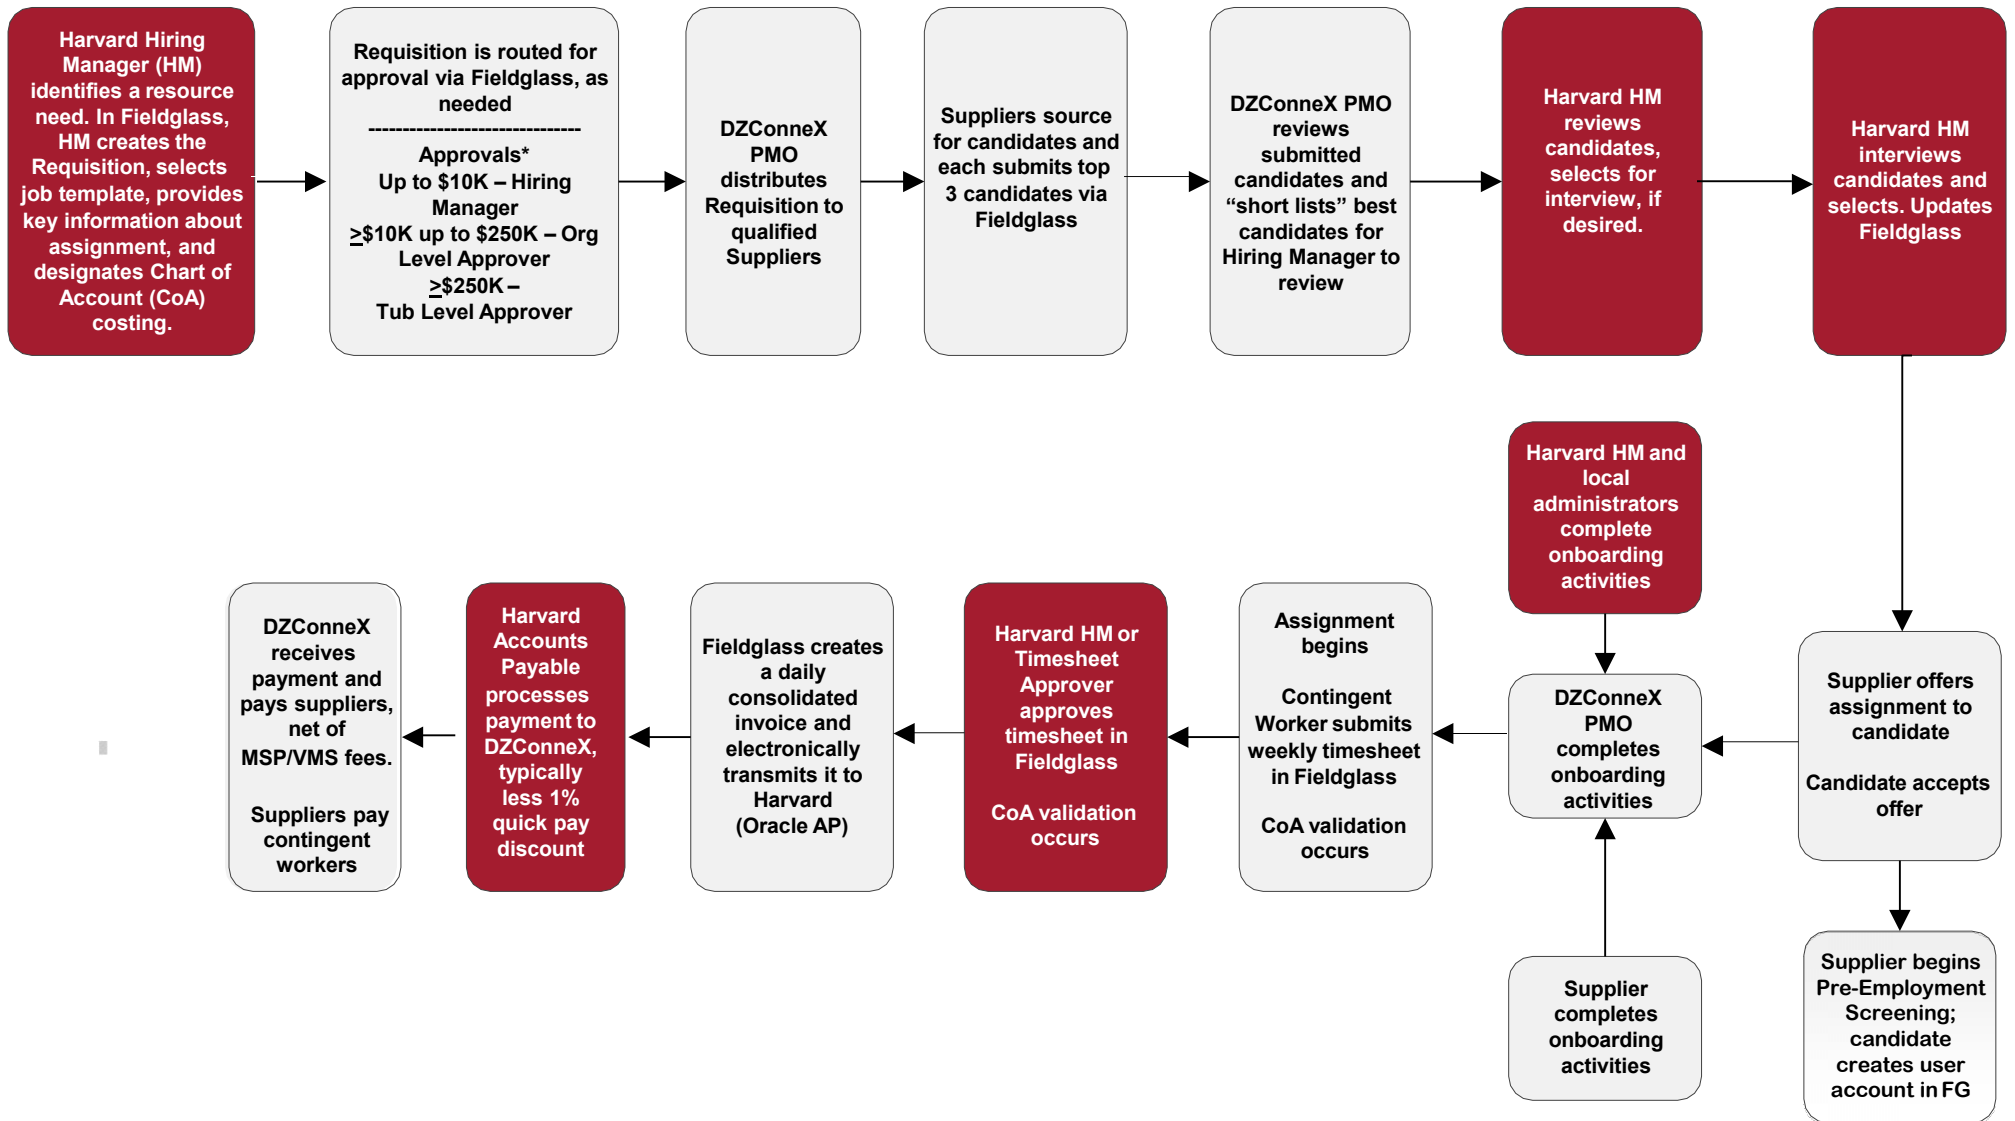 Harvard Hiring
Manager (HM)
identifies a resource
need. In Fieldglass,
HM creates the
Requisition, selects
job template, provides
key information about
assignment, and
designates Chart of
Account (CoA)
costing.
Requisition is routed for
approval via Fieldglass, as
needed
-------------------------------
Approvals*
Up to $10K – Hiring
Manager
>$10K up to $250K – Org
Level Approver
>$250K –
Tub Level Approver
DZConneX
PMO
distributes
Requisition to
qualified
Suppliers
Suppliers source
for candidates and
each submits top
3 candidates via
Fieldglass
DZConneX PMO
reviews
submitted
candidates and
“short lists” best
candidates for
Hiring Manager to
review
Harvard HM
reviews
candidates,
selects for
interview, if
desired.
Harvard HM
interviews
candidates and
selects. Updates
Fieldglass
Harvard HM and
local
administrators
complete
onboarding
activities
DZConneX
receives
payment and
pays suppliers,
net of
MSP/VMS fees.
Suppliers pay
contingent
workers
Harvard
Accounts
Payable
processes
payment to
DZConneX,
typically
less 1%
quick pay
discount
Fieldglass creates
a daily
consolidated
invoice and
electronically
transmits it to
Harvard
(Oracle AP)
Harvard HM or
Timesheet
Approver
approves
timesheet in
Fieldglass
CoA validation
occurs
Assignment
begins
Contingent
Worker submits
weekly timesheet
in Fieldglass
CoA validation
occurs
DZConneX
PMO
completes
onboarding
activities
Supplier offers
assignment to
candidate
Candidate accepts
offer
Supplier
completes
onboarding
activities
Supplier begins
Pre-Employment
Screening;
candidate
creates user
account in FG